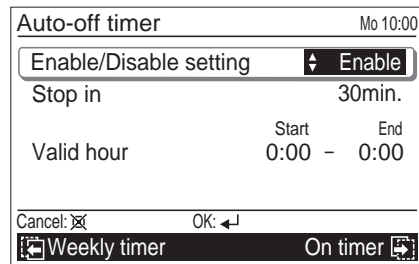 Auto-off timer Mo 10:00
Enable/Disable setting Enable
Stop in 30min.
Start End
Valid hour 0:00 – 0:00
Cancel: OK:
Weekly timer On timer